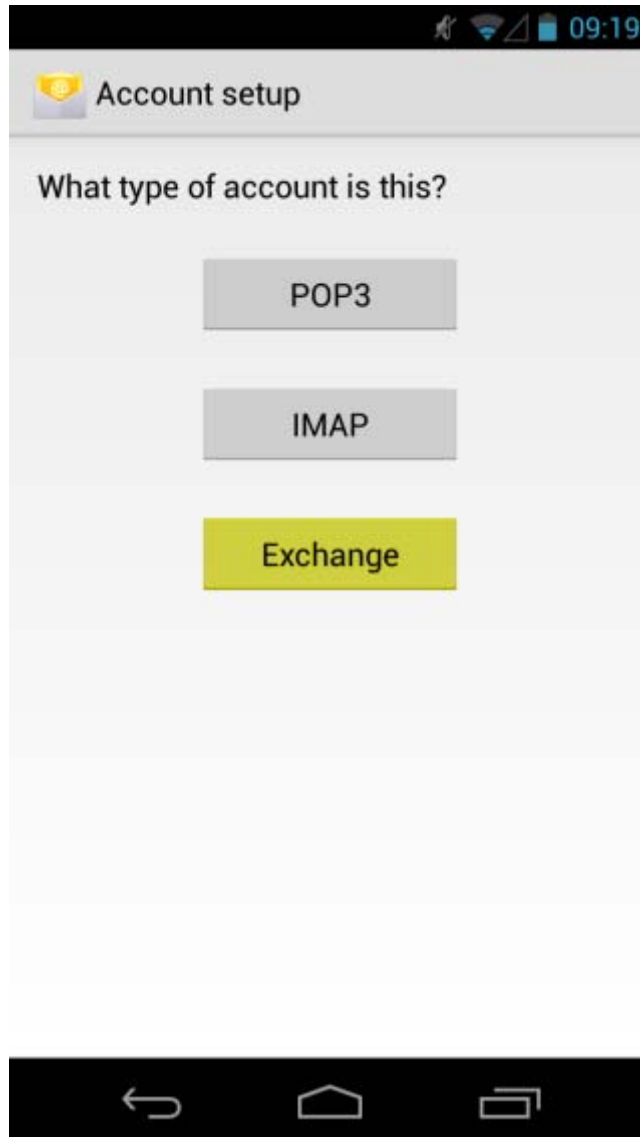 09:19
Account setup
What type of account is this?
POP3
IMAP
Exchange